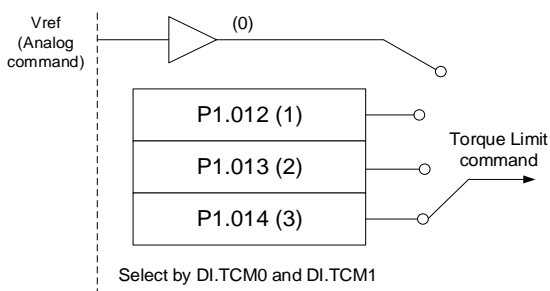 Vref
(Analog
command)
(0)
P1.012 (1)
P1.013 (2)
P1.014 (3)
Torque Limit
command
Select by DI.TCM0 and DI.TCM1